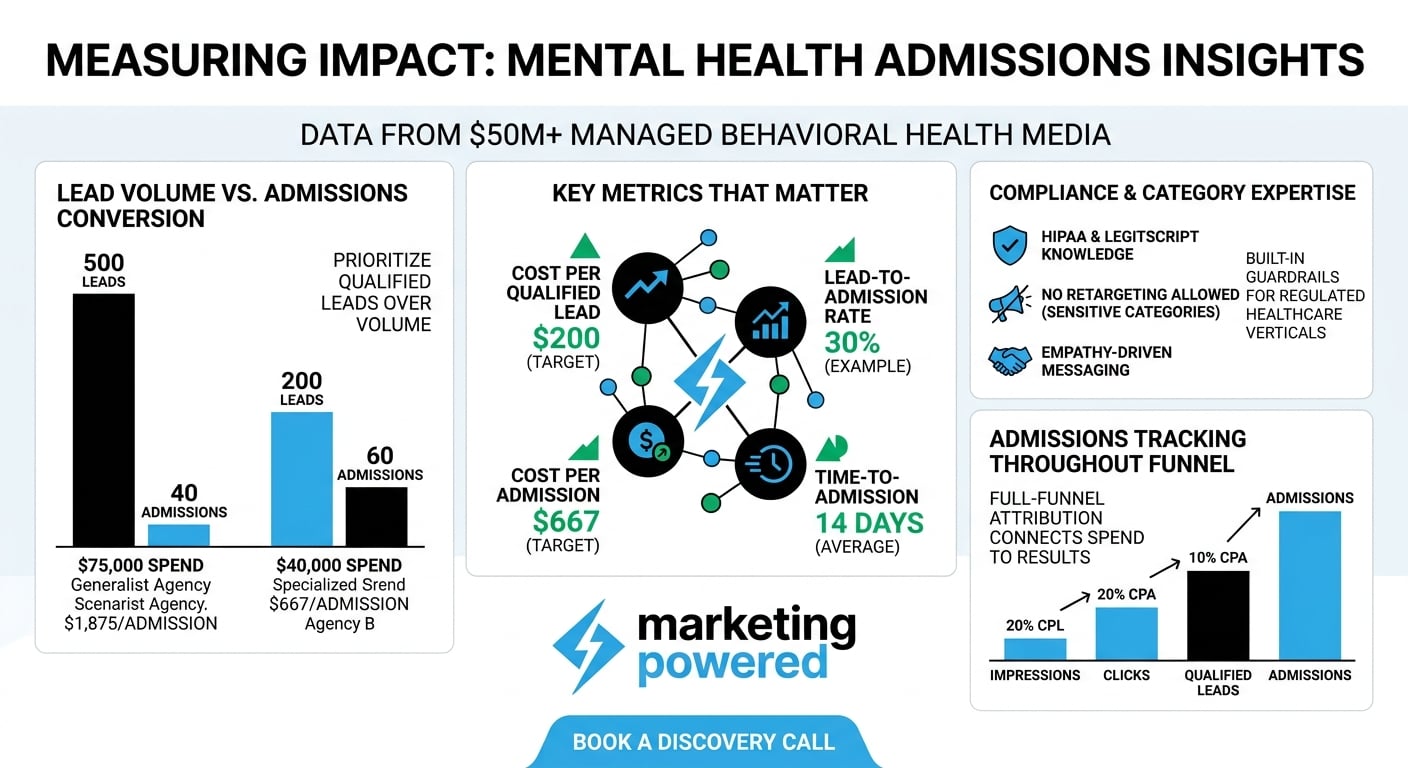 MEASURING IMPACT: MENTAL HEALTH ADMISSIONS INSIGHTS
DATA FROM $50M+ MANAGED BEHAVIORAL HEALTH MEDIA
LEAD VOLUME VS. ADMISSIONS
CONVERSION
500
LEADS
PRIORITIZE
QUALIFIED
LEADS OVER
VOLUME
200
LEADS
40
ADMISSIONS
60
ADMISSIONS
$75,000 SPEND
Generalist Agency
Scenarist Agency.
$1,875/ADMISSION
$40,000 SPEND
Specialized Srend
$667/ADMISSION
Agency B
KEY METRICS THAT MATTER
COST PER
QUALIFIED
LEAD
$200
(TARGET)
LEAD-TO-
ADMISSION
RATE
30%
(EXAMPLE)
$
COST PER
ADMISSION
$667
(TARGET)
TIME-TO-
ADMISSION
14 DAYS
(AVERAGE)
COMPLIANCE & CATEGORY EXPERTISE
HIPAA & LEGITSCRIPT
KNOWLEDGE
NO RETARGETING ALLOWED
(SENSITIVE CATEGORIES)
EMPATHY-DRIVEN
MESSAGING
BUILT-IN
GUARDRAILS
FOR REGULATED
HEALTHCARE
VERTICALS
ADMISSIONS TRACKING
THROUGHOUT FUNNEL
FULL-FUNNEL
ATTRIBUTION
CONNECTS SPEND
TO RESULTS
20% CPL
20% CPA
10% CPA
ADMISSIONS
IMPRESSIONS
CLICKS
QUALIFIED
LEADS
ADMISSIONS
marketing
powered
BOOK A DISCOVERY CALL